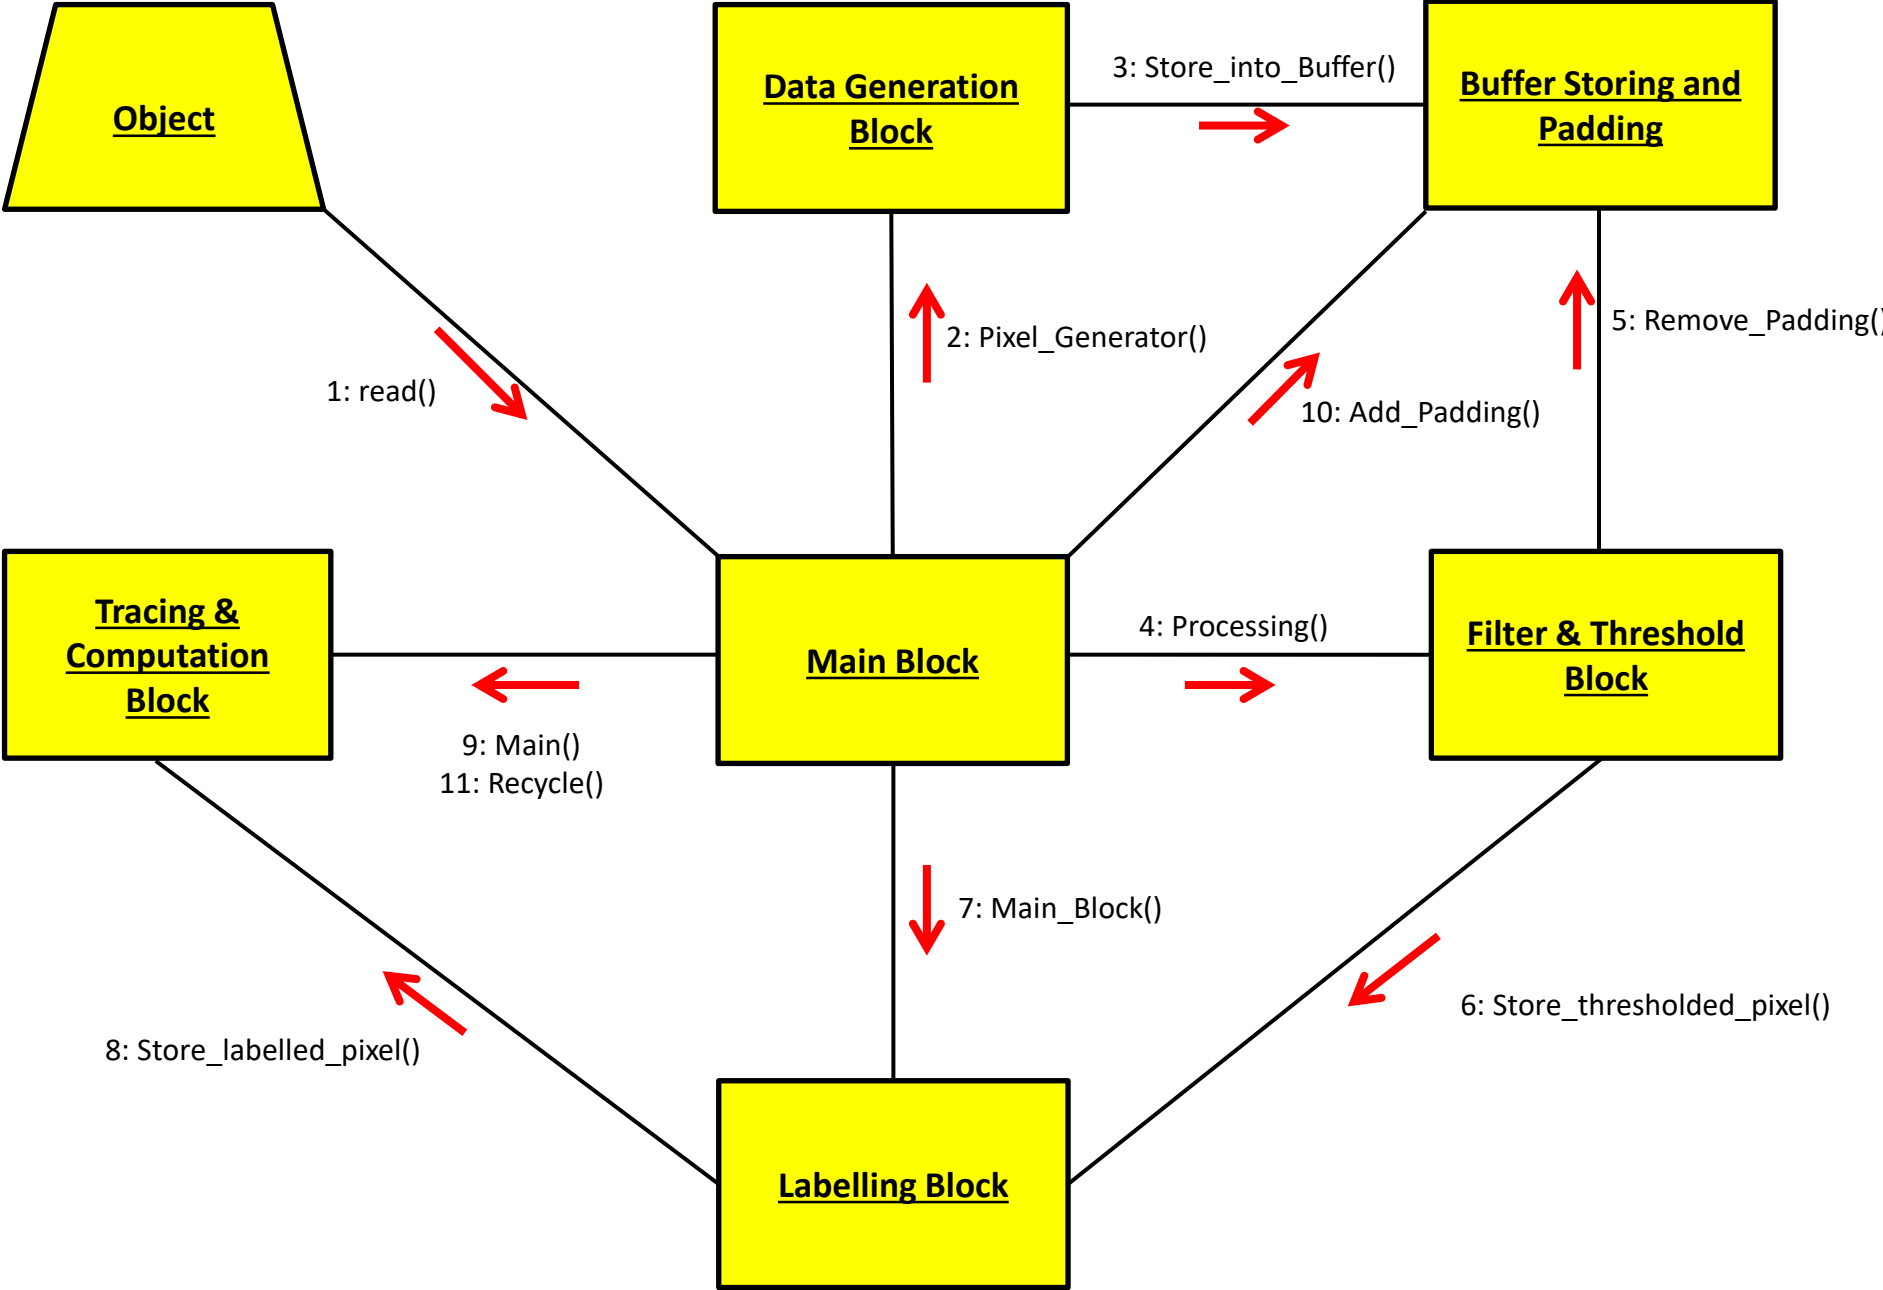 Object
Data Generation
Block
3: Store_into_Buffer()
Buffer Storing and
Padding
1: read()
2: Pixel_Generator()
10: Add_Padding()
5: Remove_Padding()
Tracing &
Computation
Block
Main Block
4: Processing()
Filter & Threshold
Block
9: Main()
11: Recycle()
7: Main_Block()
8: Store_labelled_pixel()
6: Store_thresholded_pixel()
Labelling Block